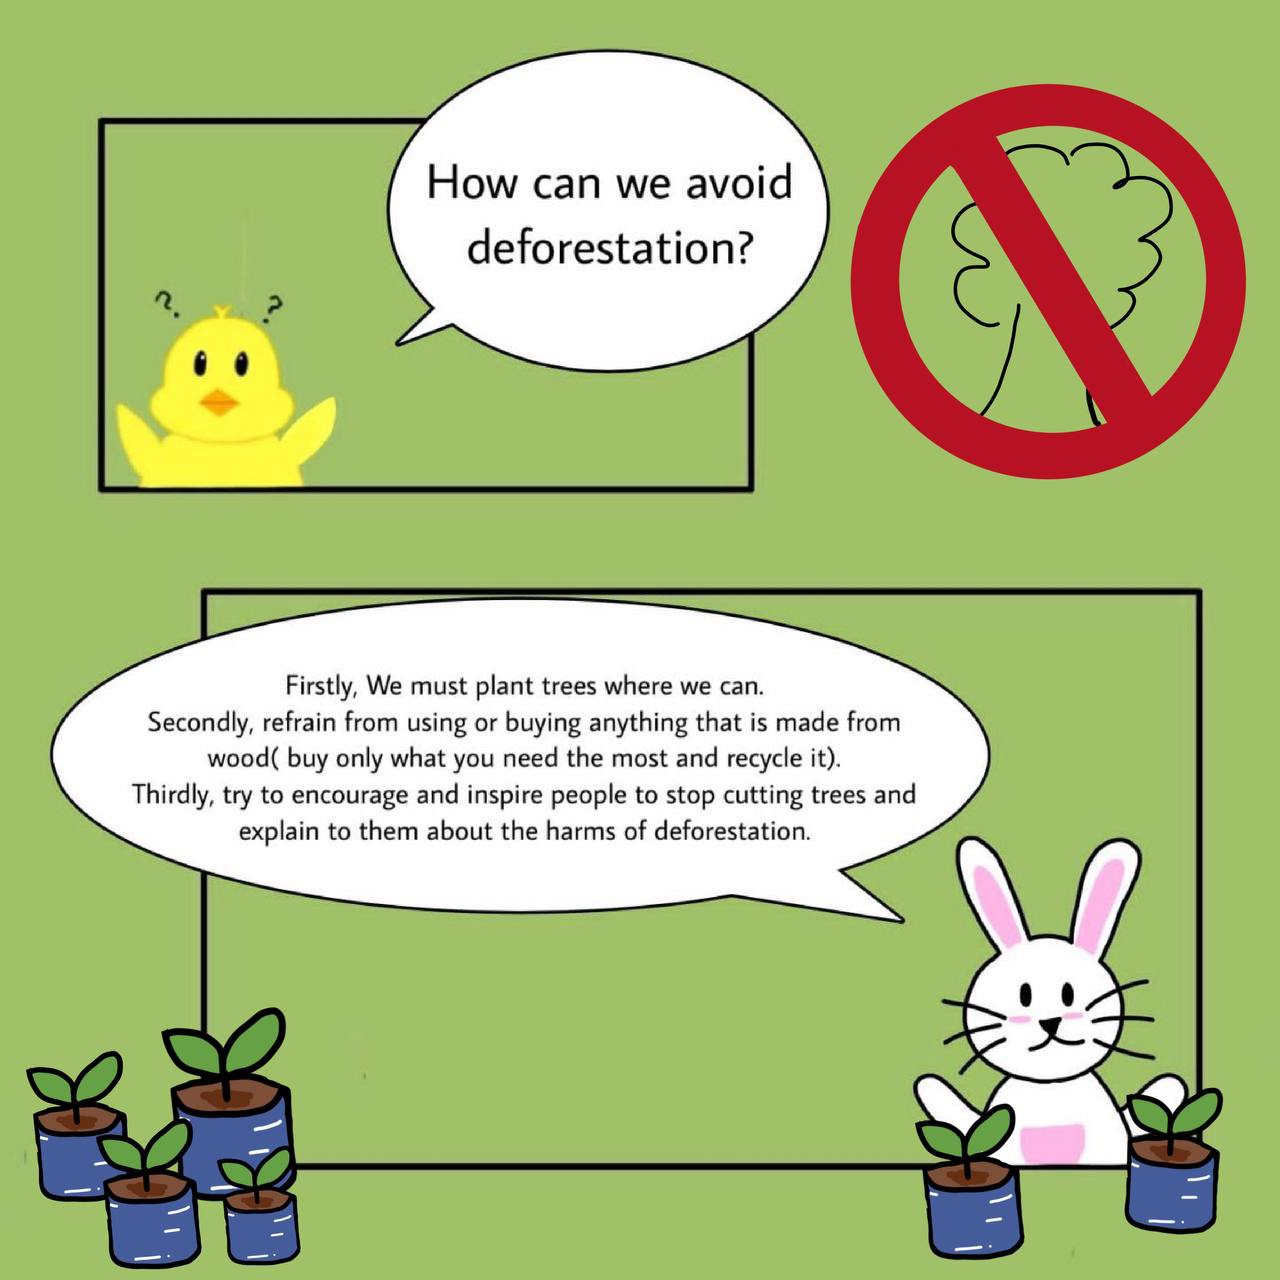 How can we avoid
deforestation?
? ?
Firstly, We must plant trees where we can.
Secondly, refrain from using or buying anything that is made from
wood( buy only what you need the most and recycle it).
Thirdly, try to encourage and inspire people to stop cutting trees and
explain to them about the harms of deforestation.